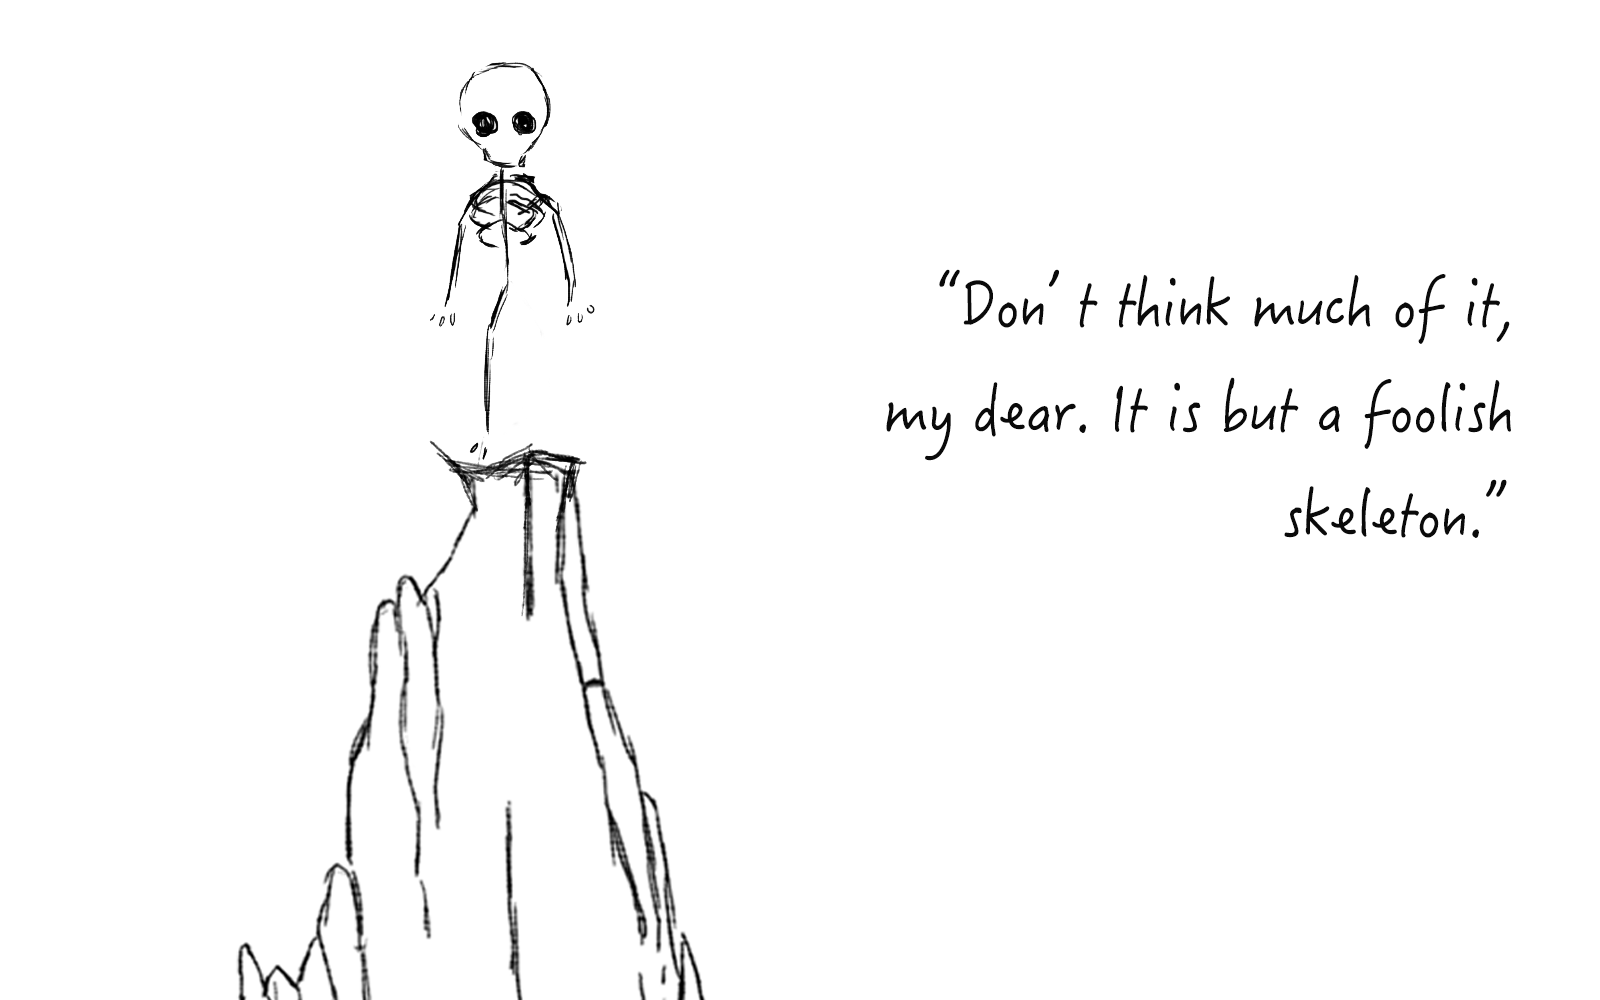 “Don’ t think much of it,
my dear. It is but a foolish
skeleton.”